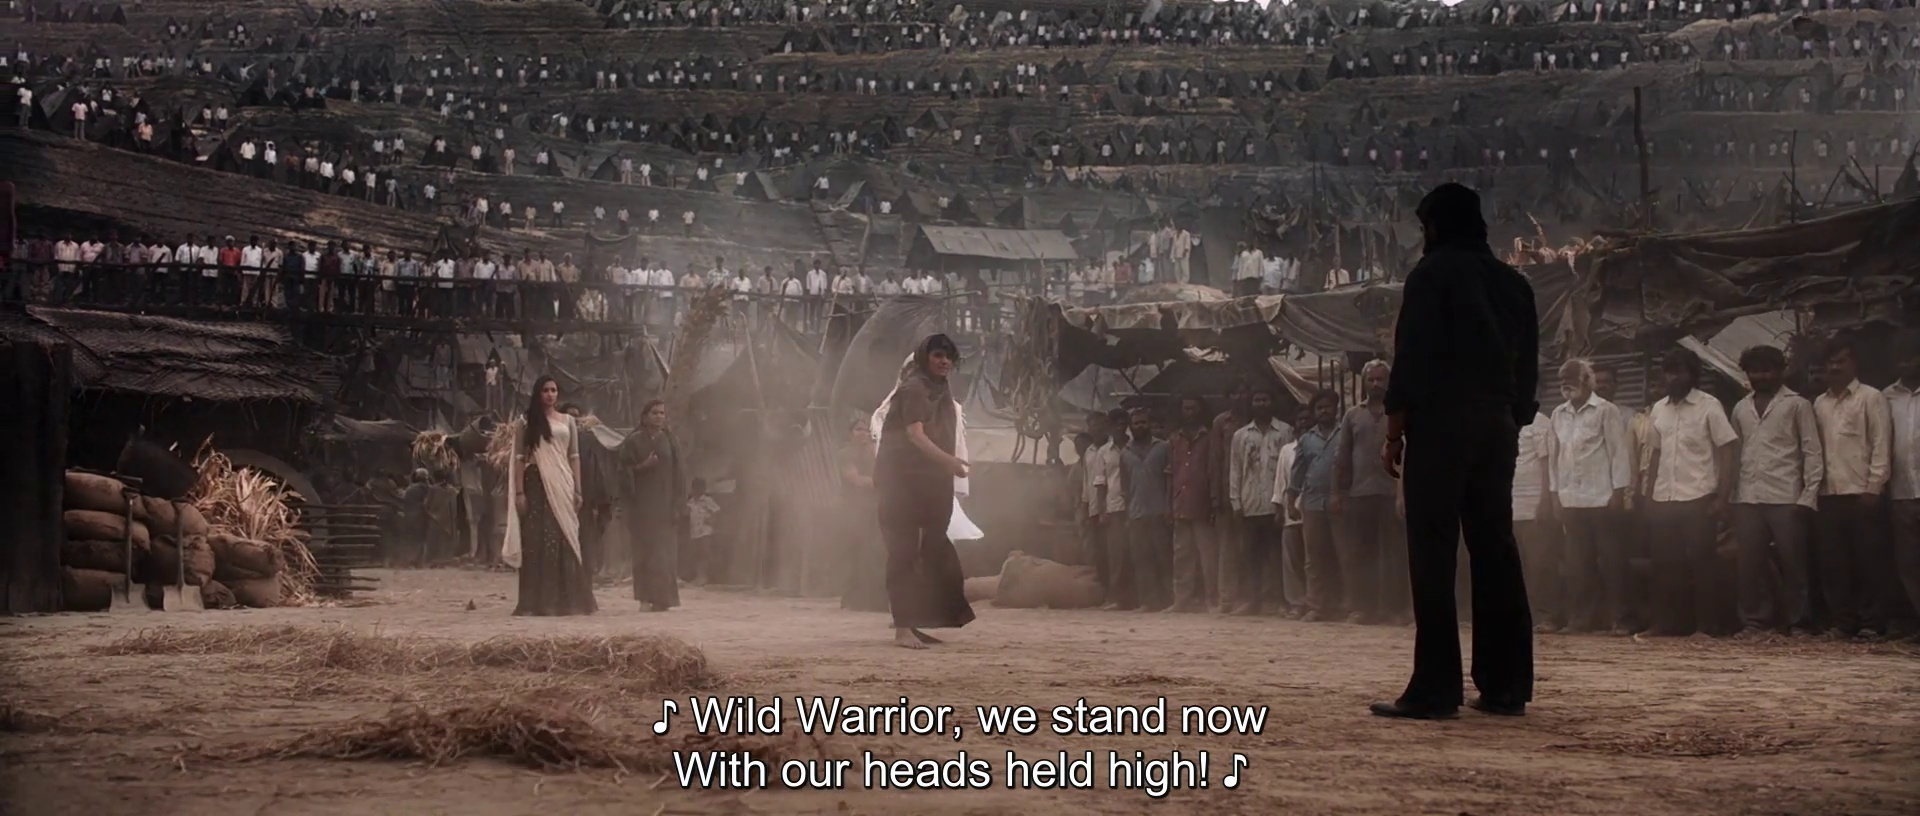 ♪ Wild Warrior, we stand now
With our heads held high! ♪